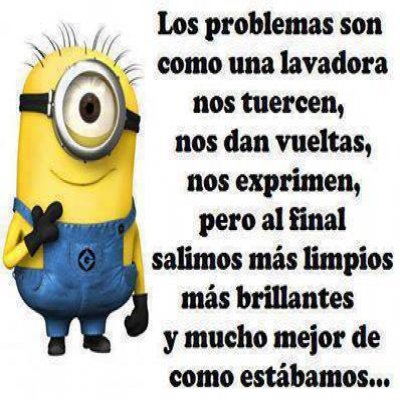 Los problemas son
como una lavadora
nos tuercen,
nos dan vueltas,
nos exprimen,
pero al final
salimos más limpios
más brillantes
y mucho mejor de
como estábamos...